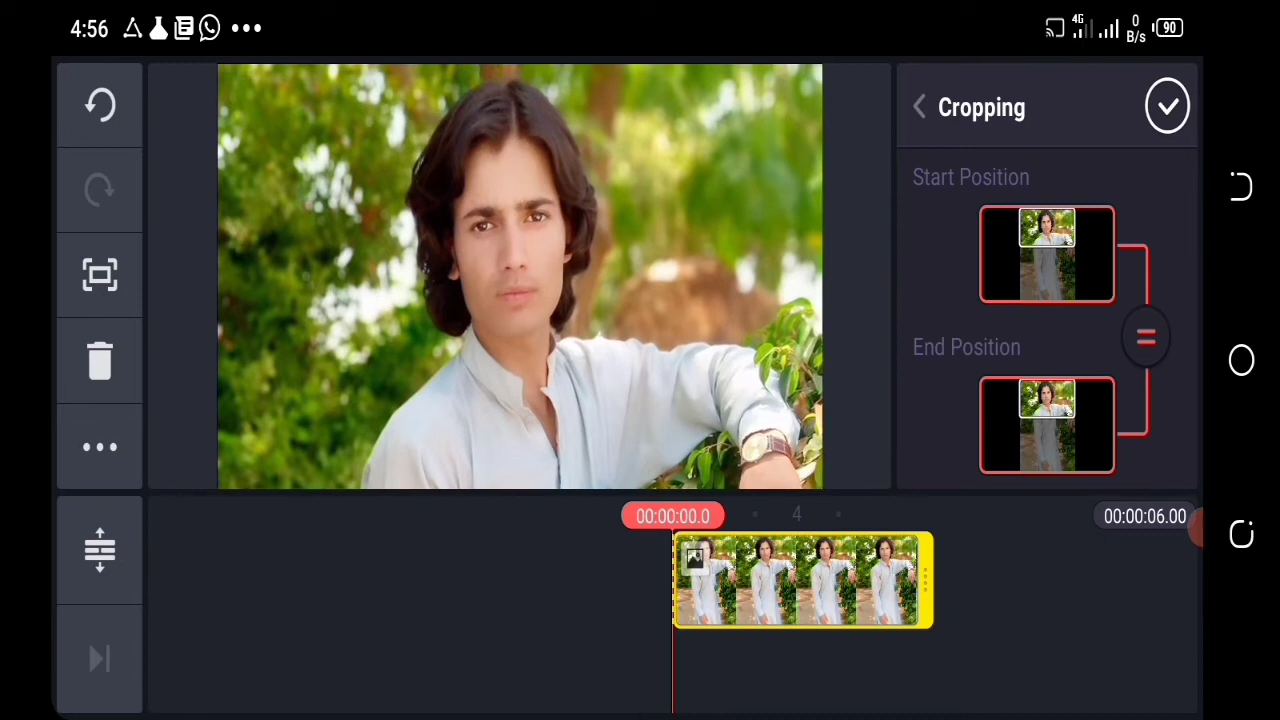 4:56
4G
0
B/s
90
Cropping
Start Position
End Position
00:00:00.0
4
00:00:06.00